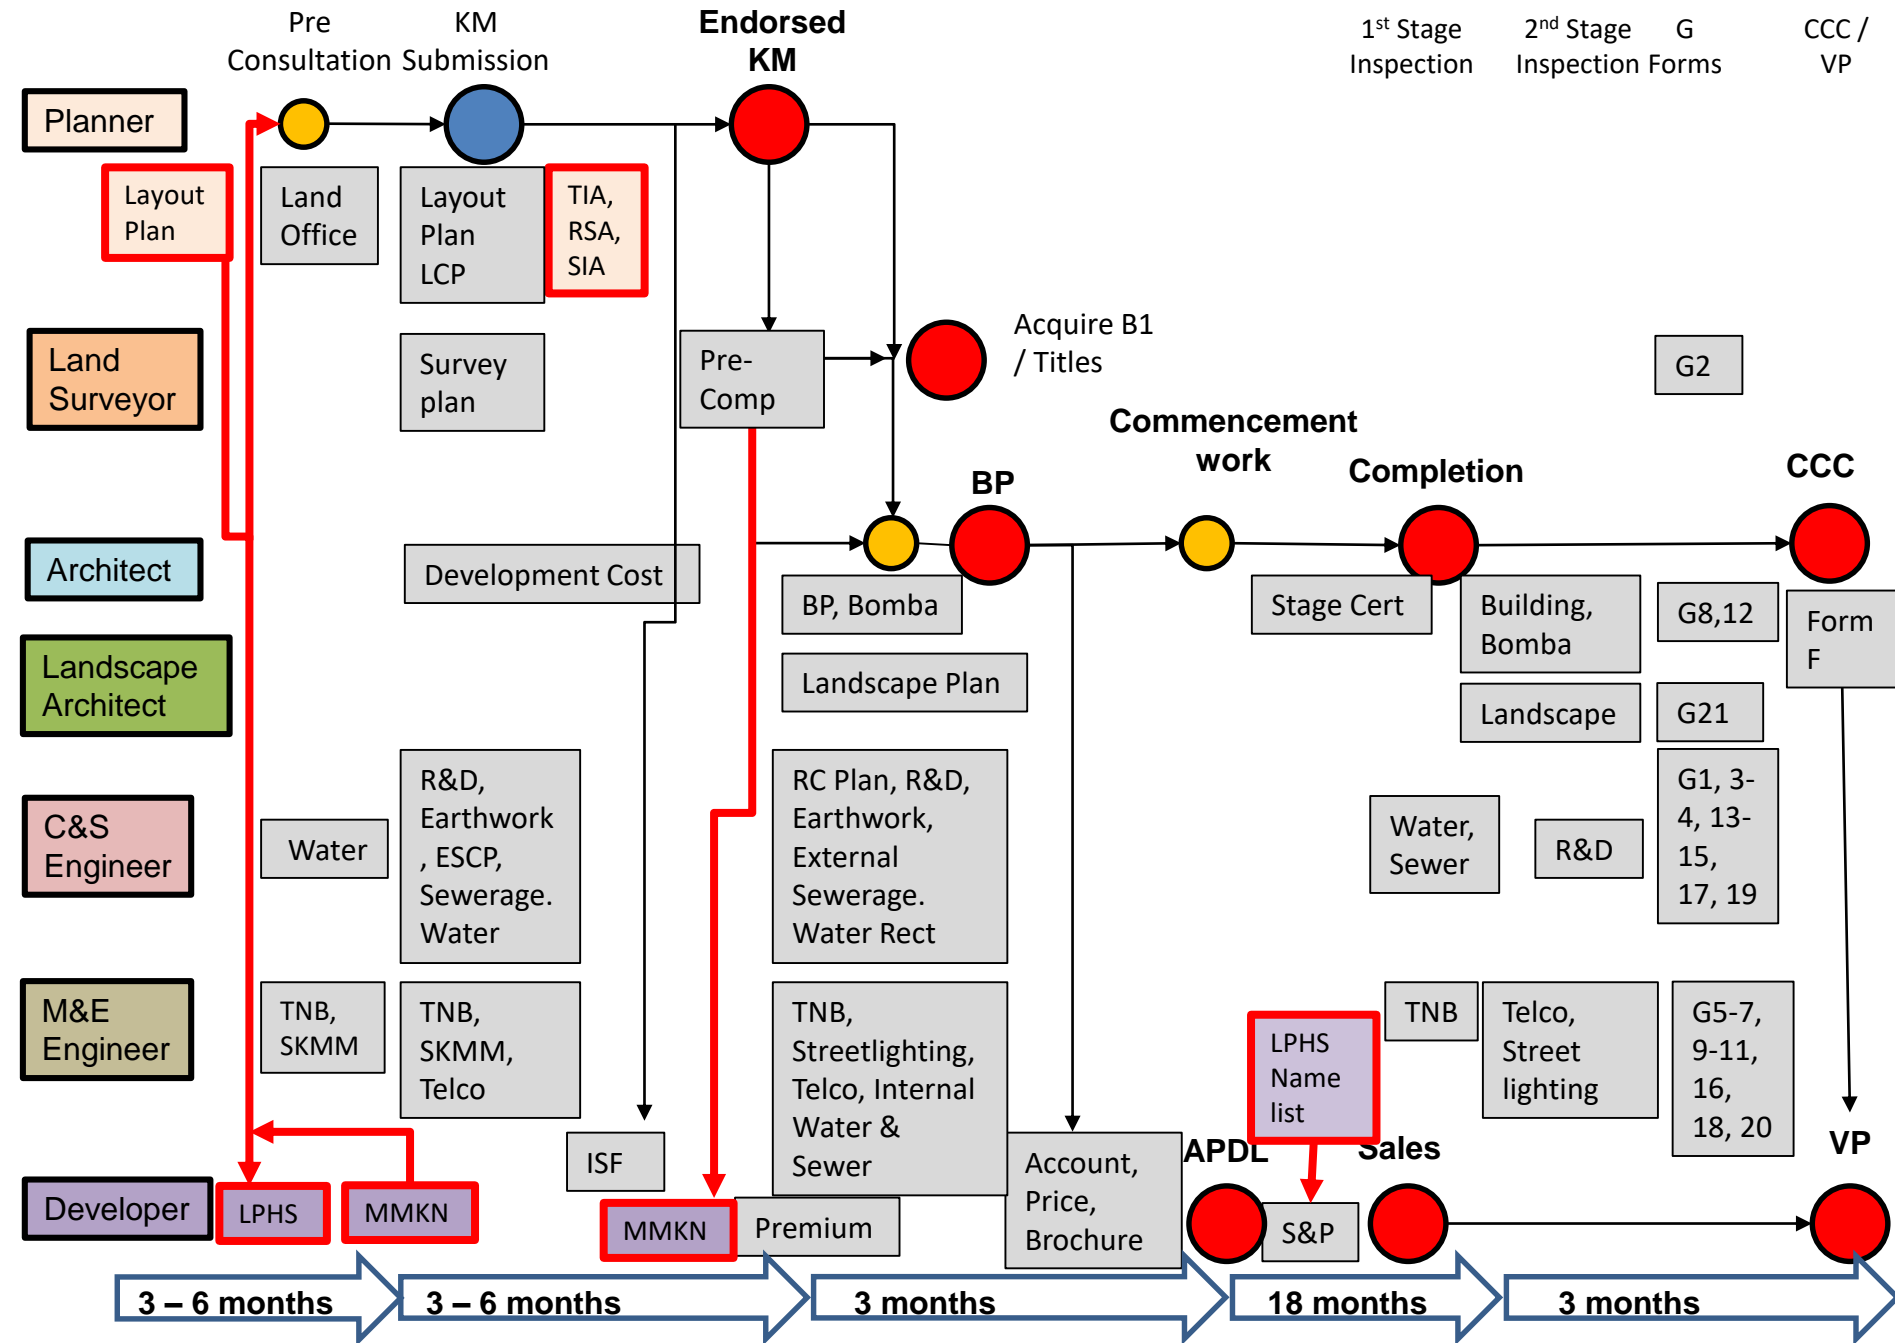 Pre
Consultation
KM
Submission
Endorsed
KM
1st Stage
Inspection
2nd Stage
Inspection
G
Forms
CCC /
VP
Planner
Layout
Plan
Land
Office
Layout
Plan
LCP
TIA,
RSA,
SIA
Land
Surveyor
Survey
plan
Pre-
Comp
Acquire B1
/ Titles
G2
Commencement
work
BP
Completion
CCC
Architect
Development Cost
BP, Bomba
Stage Cert
Building,
Bomba
G8,12
Form
F
Landscape
Architect
Landscape Plan
Landscape
G21
C&S
Engineer
Water
R&D,
Earthwork
, ESCP,
Sewerage.
Water
RC Plan, R&D,
Earthwork,
External
Sewerage.
Water Rect
Water,
Sewer
R&D
G1, 3-
4, 13-
15,
17, 19
M&E
Engineer
TNB,
SKMM
TNB,
SKMM,
Telco
TNB,
Streetlighting,
Telco, Internal
Water &
Sewer
LPHS
Name
list
TNB
Telco,
Street
lighting
G5-7,
9-11,
16,
18, 20
Developer
LPHS
MMKN
ISF
MMKN
Premium
Account,
Price,
Brochure
APDL
S&P
Sales
VP
3 – 6 months
3 – 6 months
3 months
18 months
3 months